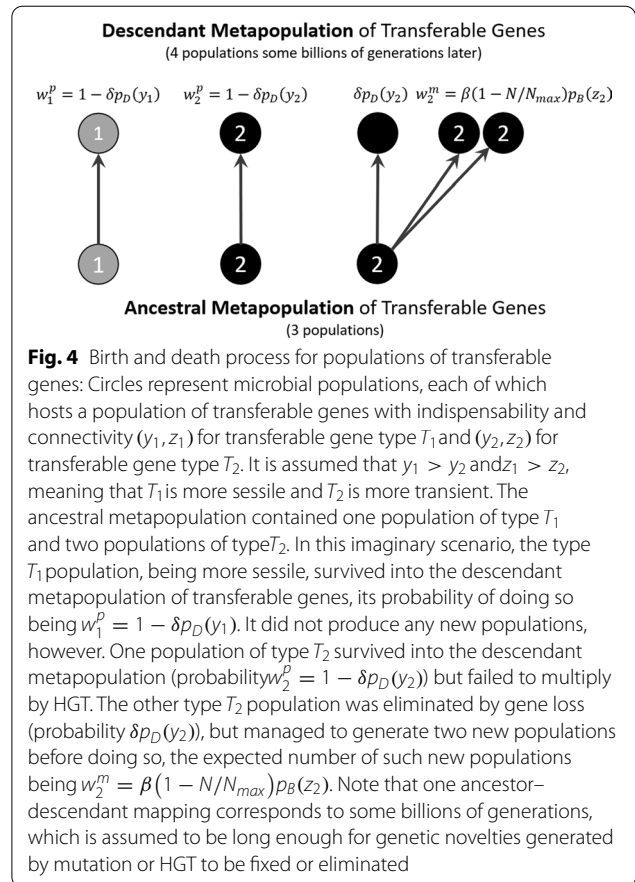 Descendant Metapopulation of Transferable Genes
(4 populations some billions of generations later)
w_1^p = 1 − δp_D(y_1) w_2^p = 1 − δp_D(y_2) δp_D(y_2) w_2^m = β(1 − N/N_max)p_B(z_2)
1 2 2 2
1 2 2
Ancestral Metapopulation of Transferable Genes
(3 populations)
Fig. 4 Birth and death process for populations of transferable
genes: Circles represent microbial populations, each of which
hosts a population of transferable genes with indispensability and
connectivity (y_1, z_1) for transferable gene type T_1 and (y_2, z_2) for
transferable gene type T_2. It is assumed that y_1 > y_2 andz_1 > z_2,
meaning that T_1 is more sessile and T_2 is more transient. The
ancestral metapopulation contained one population of type T_1
and two populations of typeT_2. In this imaginary scenario, the type
T_1 population, being more sessile, survived into the descendant
metapopulation of transferable genes, its probability of doing so
being w_1^p = 1 − δp_D(y_1). It did not produce any new populations,
however. One population of type T_2 survived into the descendant
metapopulation (probabilityw_2^p = 1 − δp_D(y_2)) but failed to multiply
by HGT. The other type T_2 population was eliminated by gene loss
(probability δp_D(y_2)), but managed to generate two new populations
before doing so, the expected number of such new populations
being w_2^m = β(1 − N/N_max)p_B(z_2). Note that one ancestor–
descendant mapping corresponds to some billions of generations,
which is assumed to be long enough for genetic novelties generated
by mutation or HGT to be fixed or eliminated